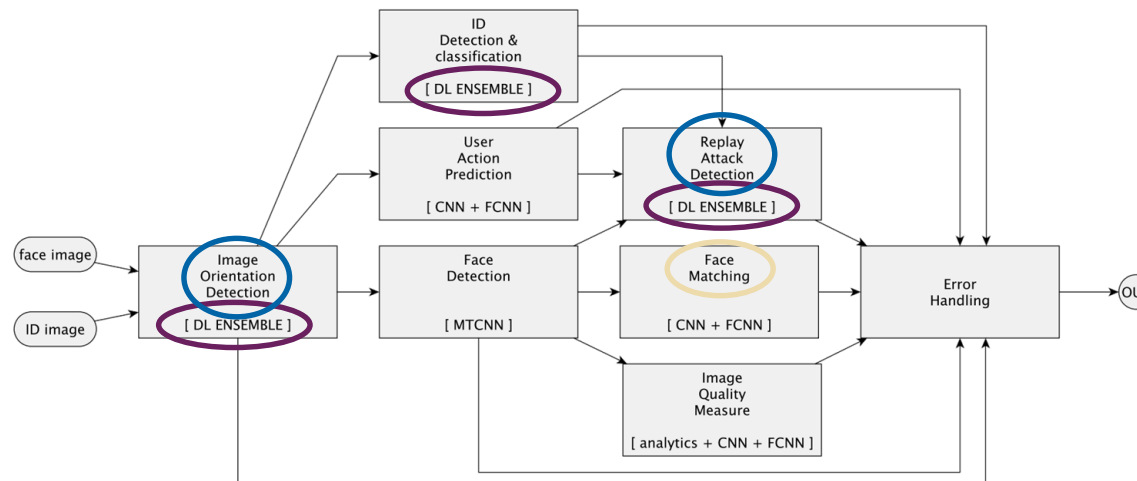 ID
Detection &
classification
[ DL ENSEMBLE ]
User
Action
Prediction
[ CNN + FCNN ]
Replay
Attack
Detection
[ DL ENSEMBLE ]
face image
ID image
Image
Orientation
Detection
[ DL ENSEMBLE ]
Face
Detection
[ MTCNN ]
Face
Matching
[ CNN + FCNN ]
Image
Quality
Measure
[ analytics + CNN + FCNN ]
Error
Handling